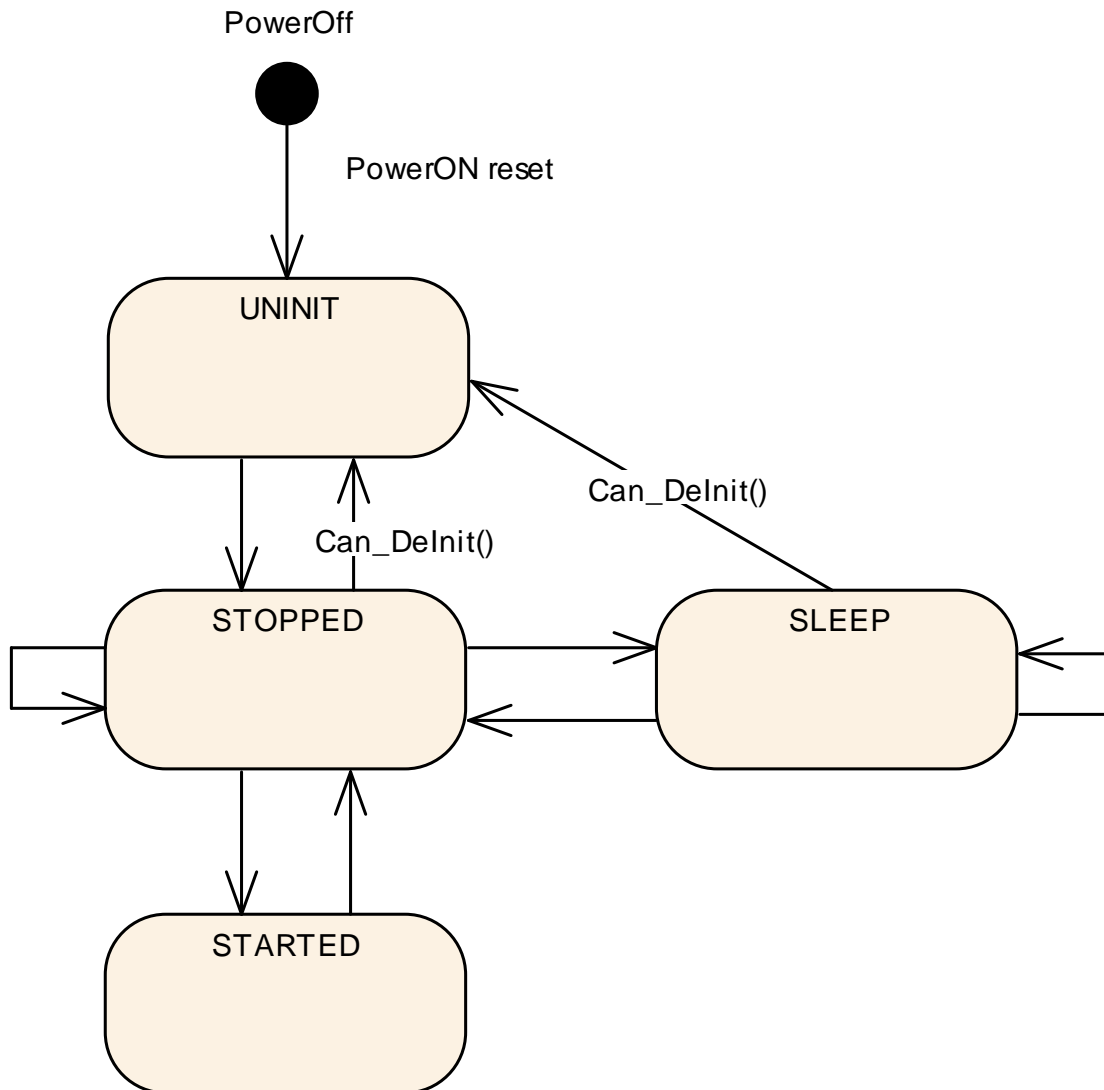 PowerOff
PowerON reset
UNINIT
Can_DeInit()
Can_DeInit()
STOPPED
SLEEP
STARTED